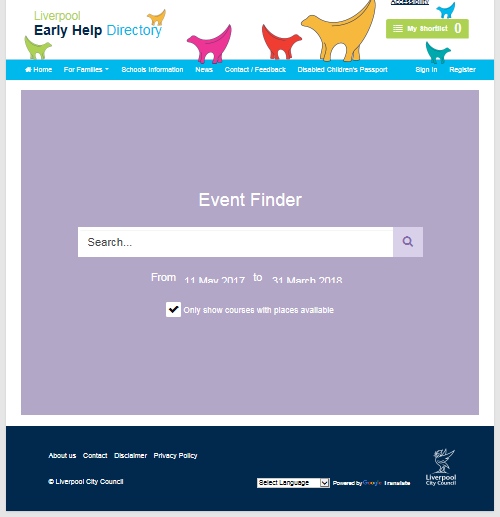 Accessibility
Liverpool
Early Help Directory
My Shortlist 0
Home For Families Schools Information News Contact / Feedback Disabled Children's Passport Sign In Register
Event Finder
Search...
From 11 May 2017 to 31 March 2018
Only show courses with places available
About us Contact Disclaimer Privacy Policy
© Liverpool City Council
Select Language Powered by Google Translate
Liverpool
City Council